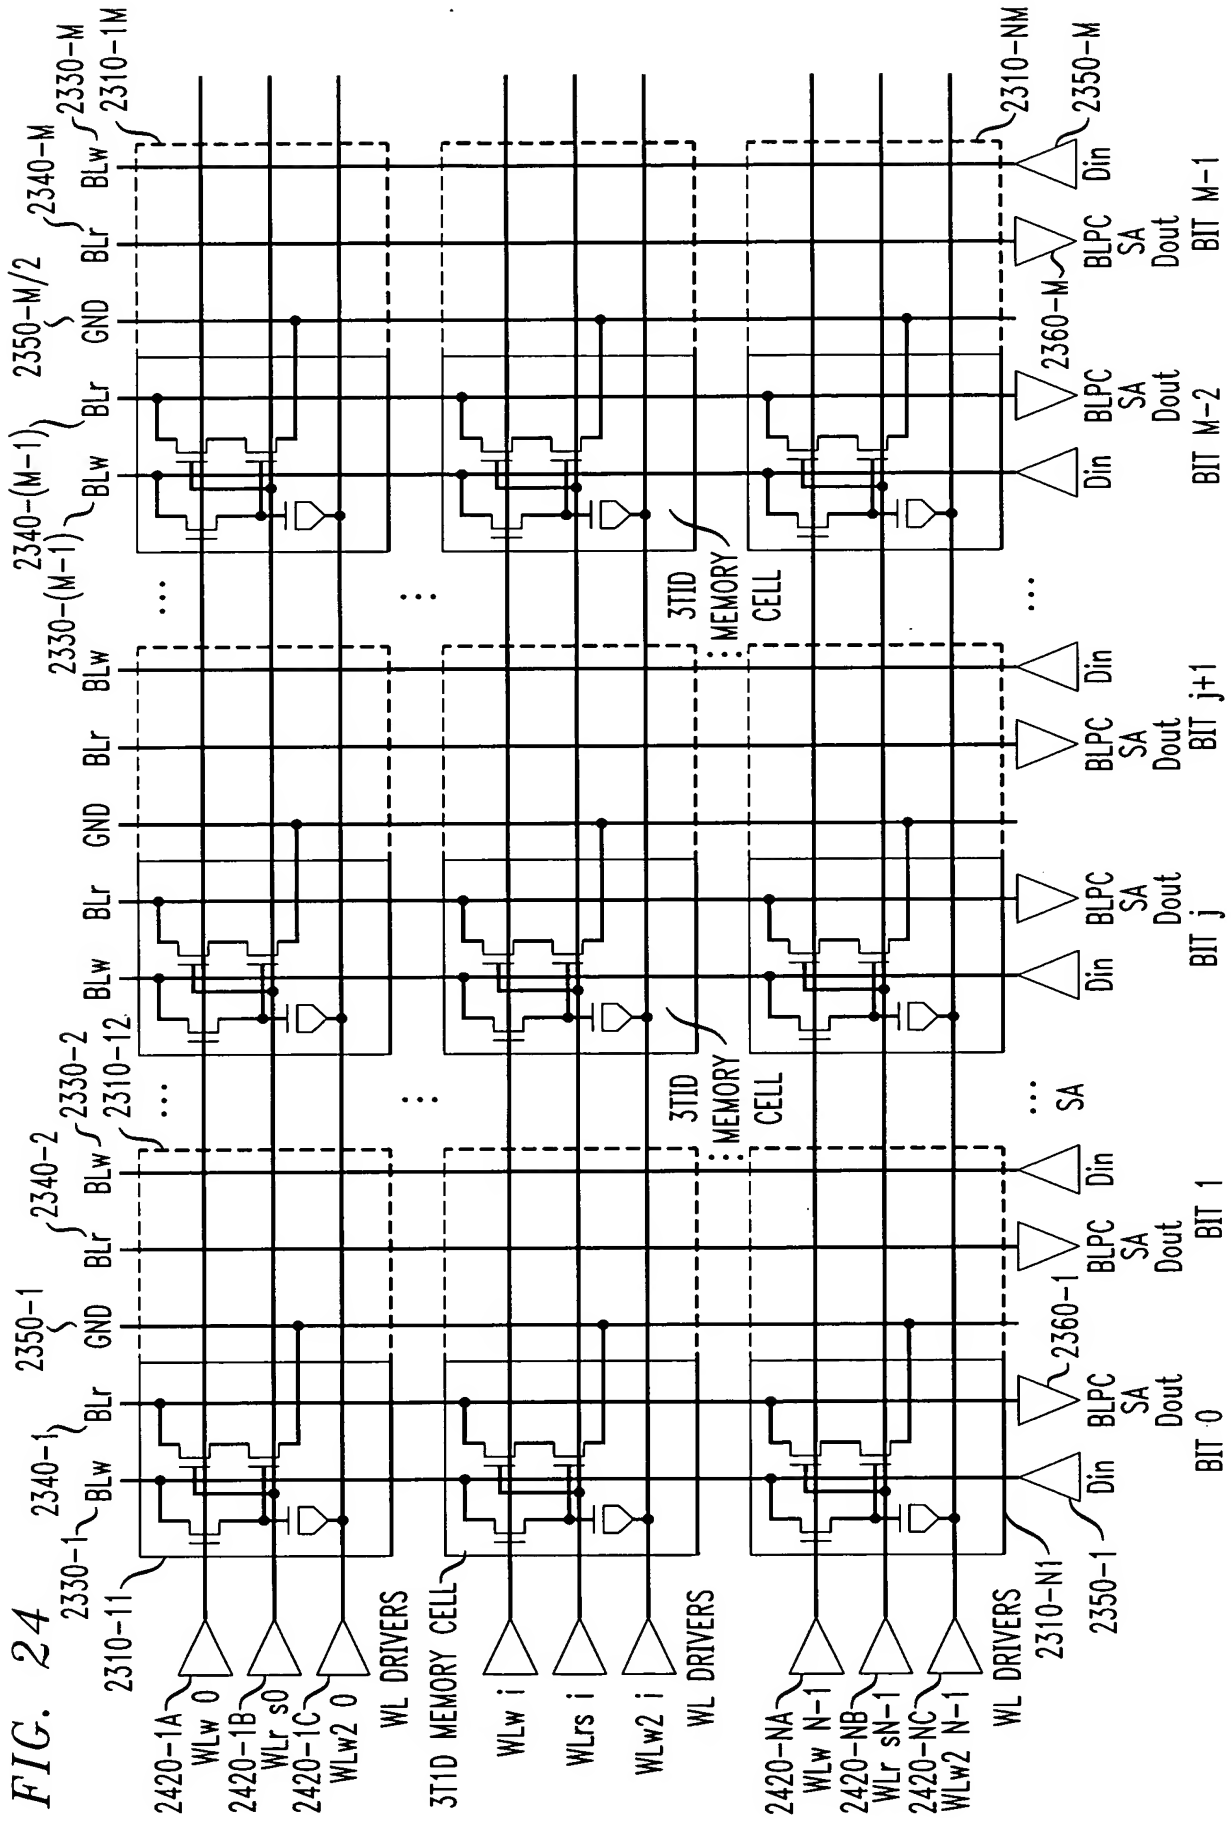 FIG. 24
2330-1
2340-1
2350-1
2340-2
2330-2
2310-12
2330-(M-1)
2340-(M-1)
2350-M/2
2340-M
2330-M
2310-1M
2310-11
BLw
BLr
GND
BLr
BLw
BLw
BLr
GND
BLr
BLw
BLw
BLr
GND
BLr
BLw
2420-1A
WLw 0
2420-1B
WLr s0
2420-1C
WLw2 0
WL DRIVERS
...
...
3T1D MEMORY CELL
WLw i
WLrs i
WLw2 i
WL DRIVERS
...
...
3TID
MEMORY
CELL
3TID
MEMORY
CELL
...
...
2420-NA
WLw N-1
2420-NB
WLr sN-1
2420-NC
WLw2 N-1
WL DRIVERS
2310-N1
2350-1
2360-1
... SA
...
2360-M
2310-NM
2350-M
Din
BLPC
SA
Dout
BIT 0
BLPC
SA
Dout
Din
BIT 1
Din
BLPC
SA
Dout
BIT j
BLPC
SA
Dout
Din
BIT j+1
Din
BLPC
SA
Dout
BIT M-2
BLPC
SA
Dout
Din
BIT M-1